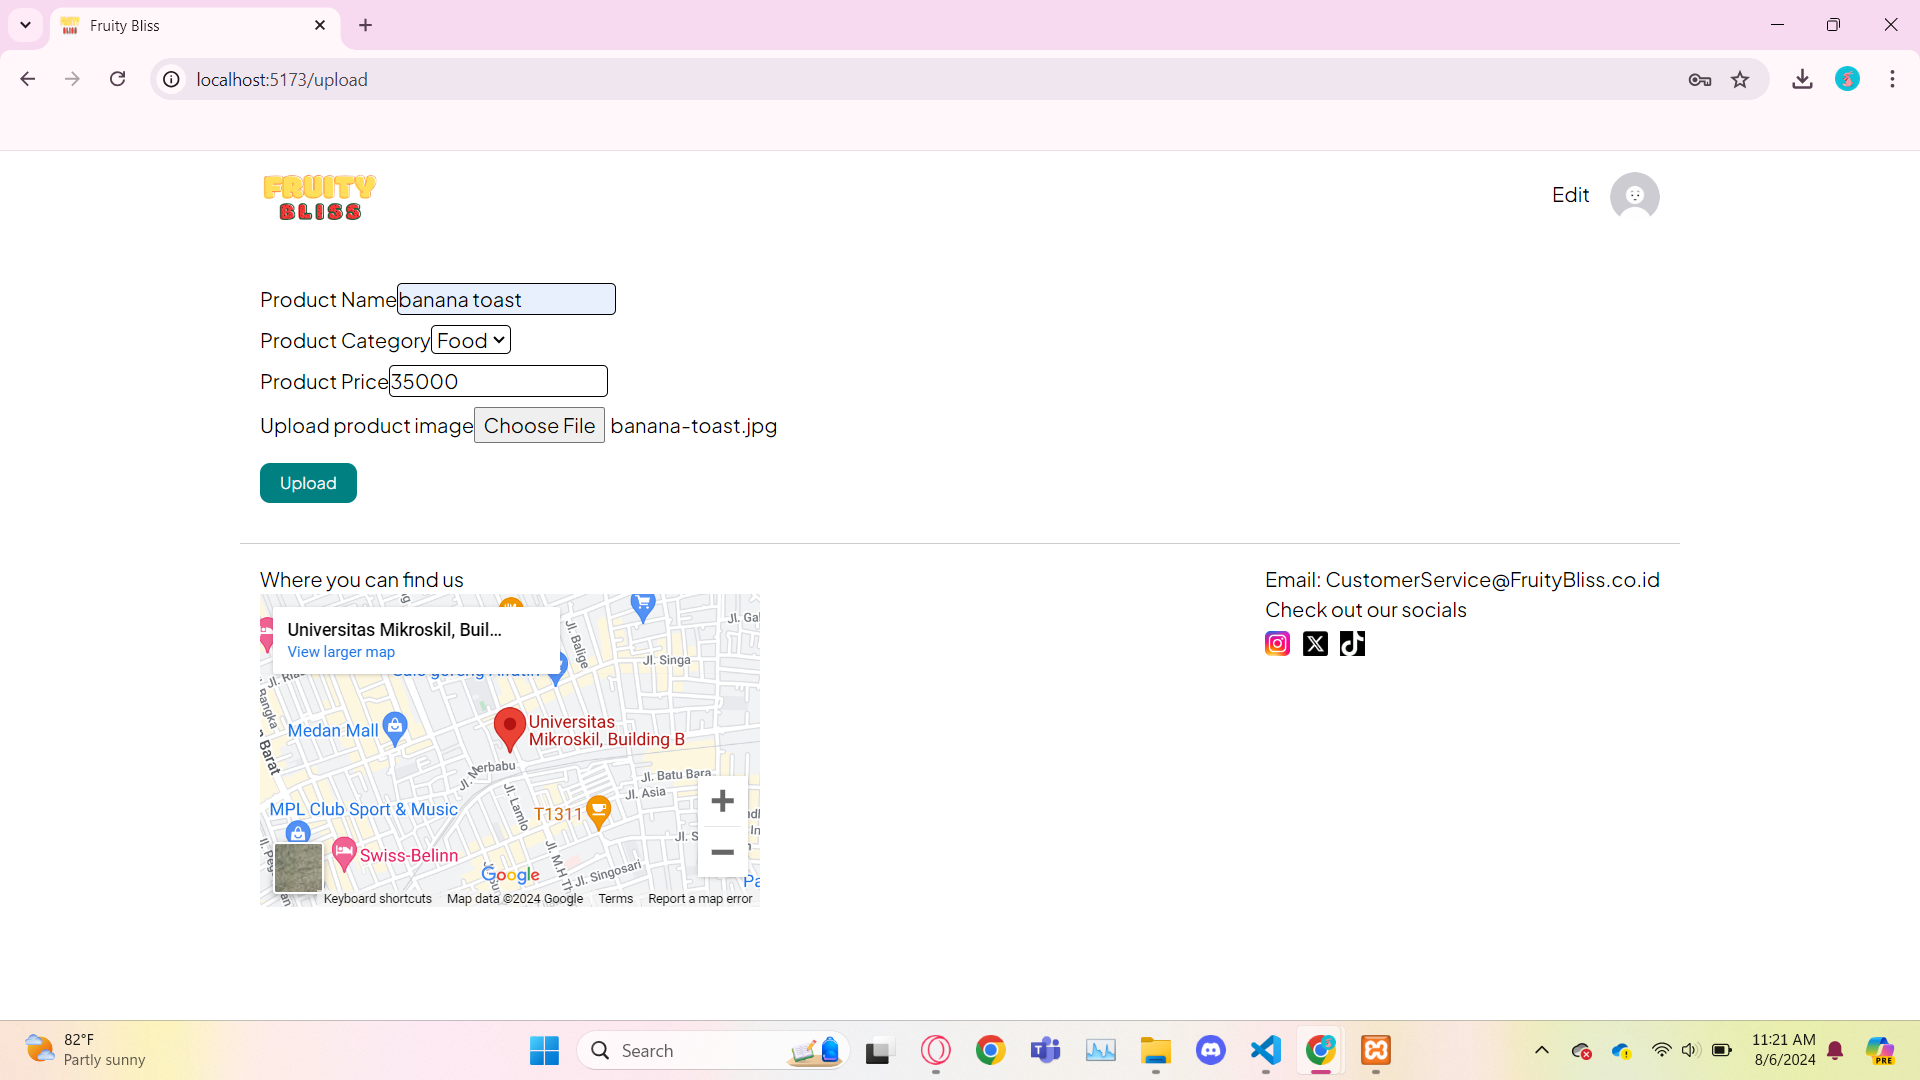 Fruity Bliss
localhost:5173/upload
FRUITY
BLISS
Edit
Product Name banana toast
Product Category Food
Product Price 35000
Upload product image Choose File banana-toast.jpg
Upload
Where you can find us
Email: CustomerService@FruityBliss.co.id
Check out our socials
Universitas Mikroskil, Buil...
View larger map
Jl. Balige
Jl. Singa
Medan Mall
Universitas
Mikroskil, Building B
Bangka
Barat
Jl. Merbabu
Jl. Batu Bara
Jl. Asia
Jl. Lamlo
MPL Club Sport & Music
T1311
Swiss-Belinn
Jl. M.H Th
Jl. Singosari
Google
Keyboard shortcuts Map data ©2024 Google Terms Report a map error
82°F
Partly sunny
Search
PRE
11:21 AM
8/6/2024